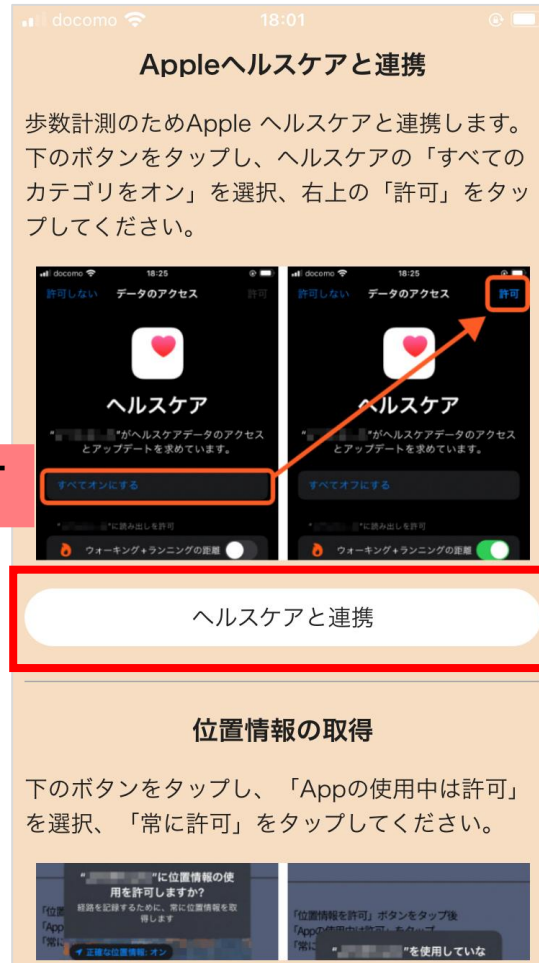 docomo 18:01
Appleヘルスケアと連携
歩数計測のためApple ヘルスケアと連携します。
下のボタンをタップし、ヘルスケアの「すべての
カテゴリをオン」を選択、右上の「許可」をタッ
プしてください。
docomo 18:25
許可しない データのアクセス 許可
ヘルスケア
" "がヘルスケアデータのアクセス
とアップデートを求めています。
すべてオンにする
" "に読み出しを許可
ウォーキング+ランニングの距離
docomo 18:25
許可しない データのアクセス 許可
ヘルスケア
" "がヘルスケアデータのアクセス
とアップデートを求めています。
すべてオフにする
" "に読み出しを許可
ウォーキング+ランニングの距離
ヘルスケアと連携
位置情報の取得
下のボタンをタップし、「Appの使用中は許可」
を選択、「常に許可」をタップしてください。
" "に位置情報の使
用を許可しますか?
経路を記録するために、常に位置情報を取
得します
正確な位置情報: オン
「位置情報を許可」ボタンをタップ後
" "を使用していな